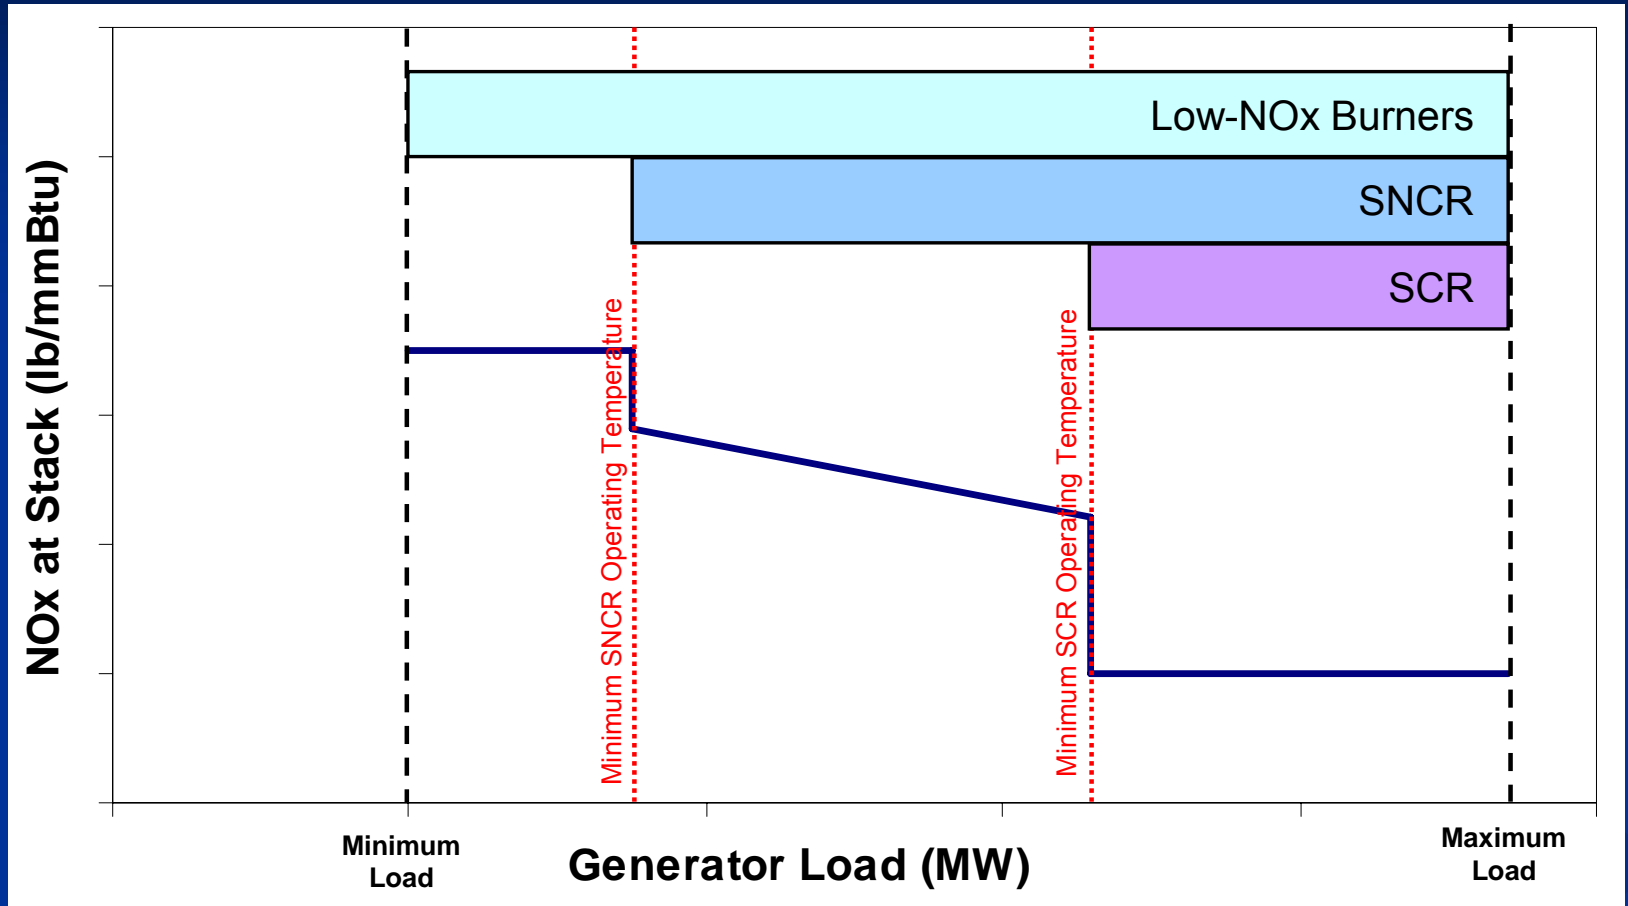 Low-NOx Burners
SNCR
SCR
NOx at Stack (lb/mmBtu)
Minimum SNCR Operating Temperature
Minimum SCR Operating Temperature
Minimum
Load
Generator Load (MW)
Maximum
Load